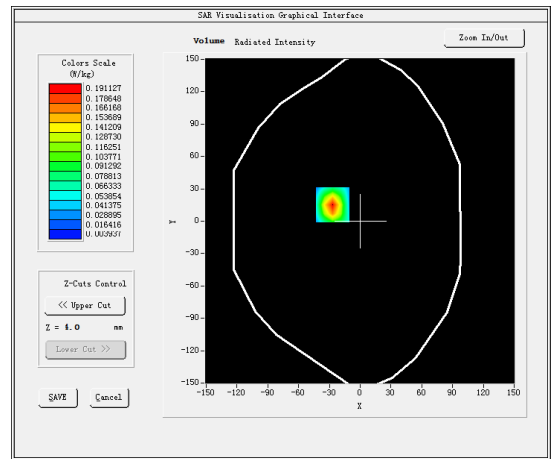 SAR Visualisation Graphical Interface
Volume Radiated Intensity
Zoom In/Out
Colors Scale
(W/kg)
0.191127
0.178648
0.166168
0.153689
0.141209
0.128730
0.116251
0.103771
0.091292
0.078813
0.066333
0.053854
0.041375
0.028895
0.016416
0.003937
Z-Cuts Control
<< Upper Cut
Z = 4.0 mm
Lower Cut >>
SAVE Cancel
150
120
90
60
30
0
-30
-60
-90
-120
-150
Y
-150 -120 -90 -60 -30 0 30 60 90 120 150
X